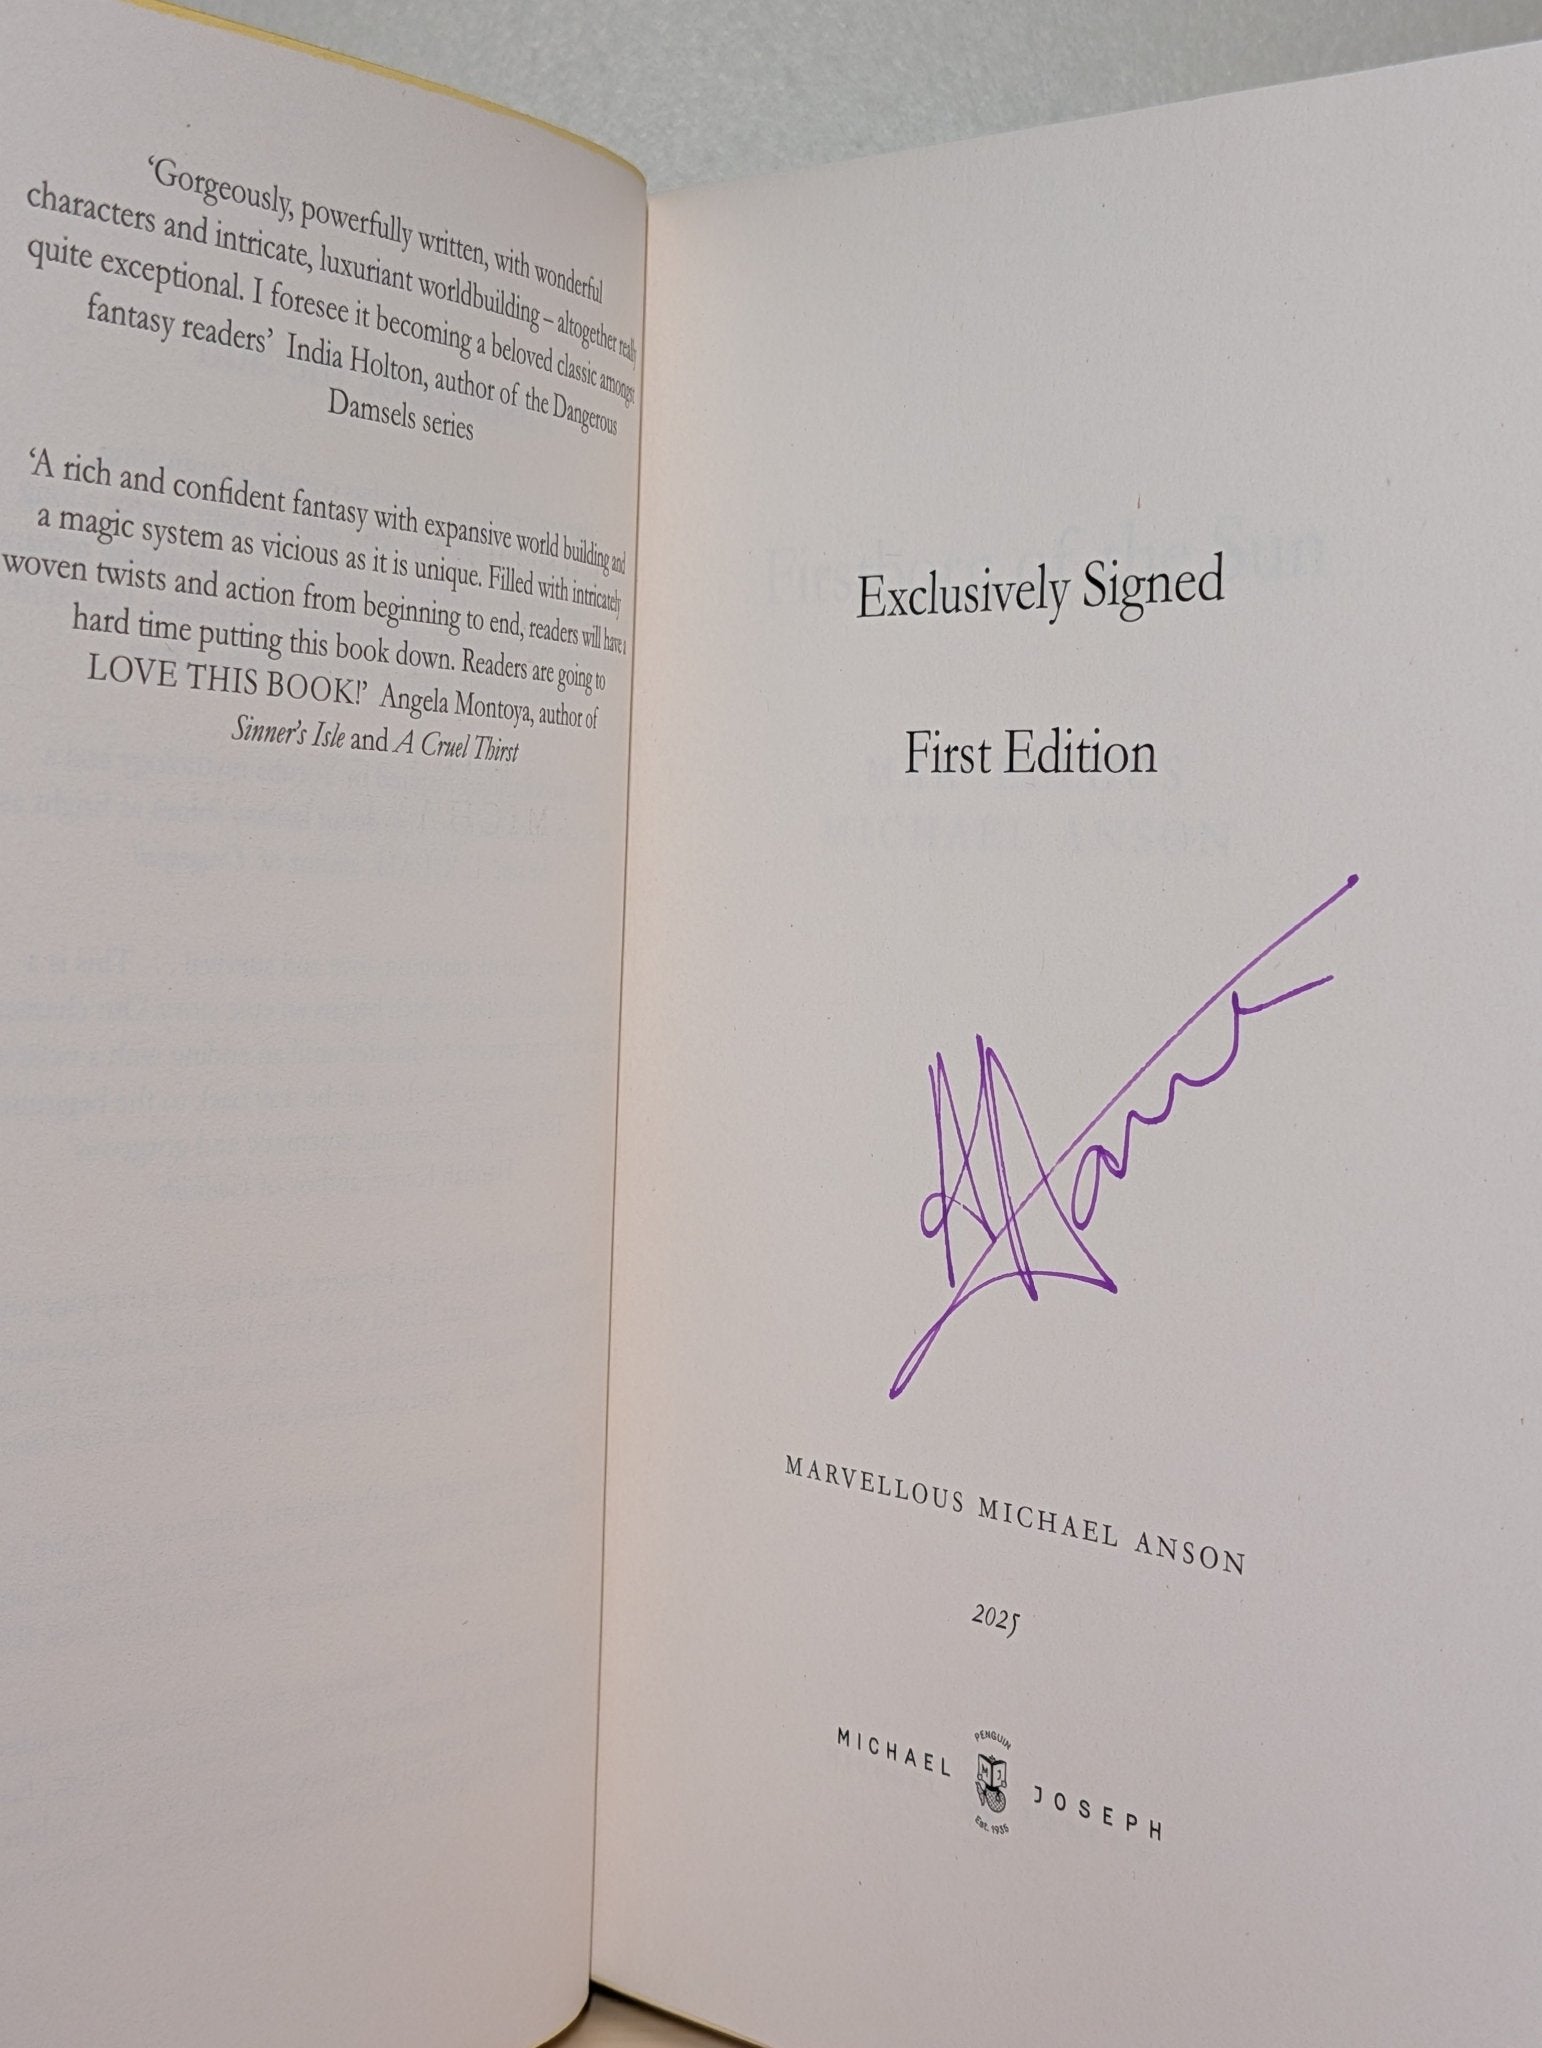 ‘Gorgeously, powerfully written, with wonderful
characters and intricate, luxuriant worldbuilding – altogether really
quite exceptional. I foresee it becoming a beloved classic amongst
fantasy readers’ India Holton, author of the Dangerous
Damsels series
‘A rich and confident fantasy with expansive world building and
a magic system as vicious as it is unique. Filled with intricately
woven twists and action from beginning to end, readers will have a
hard time putting this book down. Readers are going to
LOVE THIS BOOK!’ Angela Montoya, author of
Sinner’s Isle and A Cruel Thirst
Exclusively Signed
First Edition
MARVELLOUS MICHAEL ANSON
2025
PENGUIN
MICHAEL MJ JOSEPH
Est. 1935